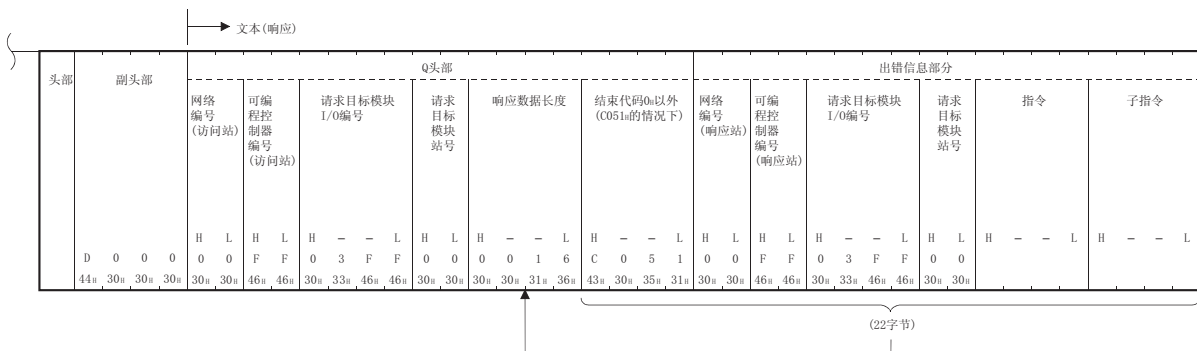 文本(响应)
Q头部 出错信息部分
头部 副头部
网络 可编 请求目标模块 请求 响应数据长度 结束代码0H以外 网络 可编 请求目标模块 请求 指令 子指令
编号 程控 I/O编号 目标 (C051H的情况下) 编号 程控 I/O编号 目标
(访问站) 制器 模块 (响应站) 制器 模块
编号 站号 编号 站号
(访问站) (响应站)
H L H L H — — L H L H — — L H — — L H L H L H — — L H L H — — L H — — L
D 0 0 0 0 0 F F 0 3 F F 0 0 0 0 1 6 C 0 5 1 0 0 F F 0 3 F F 0 0
44H 30H 30H 30H 30H 30H 46H 46H 30H 33H 46H 46H 30H 30H 30H 30H 31H 36H 43H 30H 35H 31H 30H 30H 46H 46H 30H 33H 46H 46H 30H 30H
(22字节)